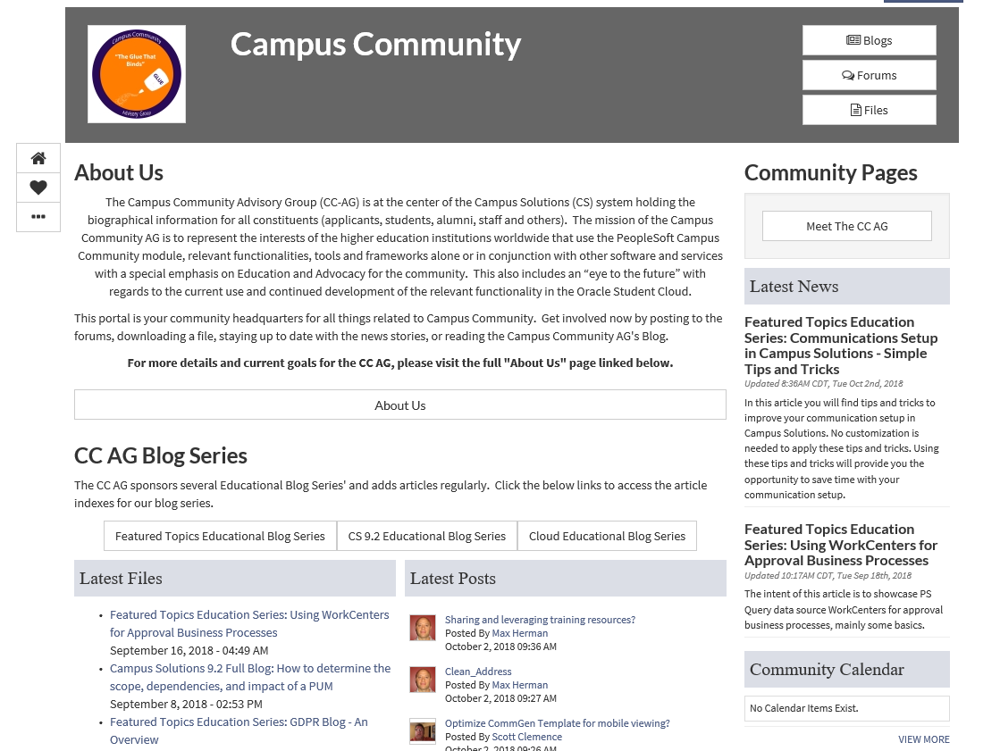 Campus Community
"The Glue That
Binds"
GLUE
Advisory Group
Campus Community
Blogs
Forums
Files
About Us
The Campus Community Advisory Group (CC-AG) is at the center of the Campus Solutions (CS) system holding the
biographical information for all constituents (applicants, students, alumni, staff and others).  The mission of the Campus
Community AG is to represent the interests of the higher education institutions worldwide that use the PeopleSoft Campus
Community module, relevant functionalities, tools and frameworks alone or in conjunction with other software and services
with a special emphasis on Education and Advocacy for the community.  This also includes an “eye to the future” with
regards to the current use and continued development of the relevant functionality in the Oracle Student Cloud.
This portal is your community headquarters for all things related to Campus Community.  Get involved now by posting to the
forums, downloading a file, staying up to date with the news stories, or reading the Campus Community AG's Blog.
For more details and current goals for the CC AG, please visit the full "About Us" page linked below.
About Us
CC AG Blog Series
The CC AG sponsors several Educational Blog Series' and adds articles regularly.  Click the below links to access the article
indexes for our blog series.
Featured Topics Educational Blog Series
CS 9.2 Educational Blog Series
Cloud Educational Blog Series
Latest Files
Featured Topics Education Series: Using WorkCenters
for Approval Business Processes
September 16, 2018 - 04:49 AM
Campus Solutions 9.2 Full Blog: How to determine the
scope, dependencies, and impact of a PUM
September 8, 2018 - 02:53 PM
Featured Topics Education Series: GDPR Blog - An
Overview
Latest Posts
Sharing and leveraging training resources?
Posted By Max Herman
October 2, 2018 09:36 AM
Clean_Address
Posted By Max Herman
October 2, 2018 09:27 AM
Optimize CommGen Template for mobile viewing?
Posted By Scott Clemence
October 2, 2018 09:26 AM
Community Pages
Meet The CC AG
Latest News
Featured Topics Education
Series: Communications Setup
in Campus Solutions - Simple
Tips and Tricks
Updated 8:36AM CDT, Tue Oct 2nd, 2018
In this article you will find tips and tricks to
improve your communication setup in
Campus Solutions. No customization is
needed to apply these tips and tricks. Using
these tips and tricks will provide you the
opportunity to save time with your
communication setup.
Featured Topics Education
Series: Using WorkCenters for
Approval Business Processes
Updated 10:17AM CDT, Tue Sep 18th, 2018
The intent of this article is to showcase PS
Query data source WorkCenters for approval
business processes, mainly some basics.
Community Calendar
No Calendar Items Exist.
VIEW MORE